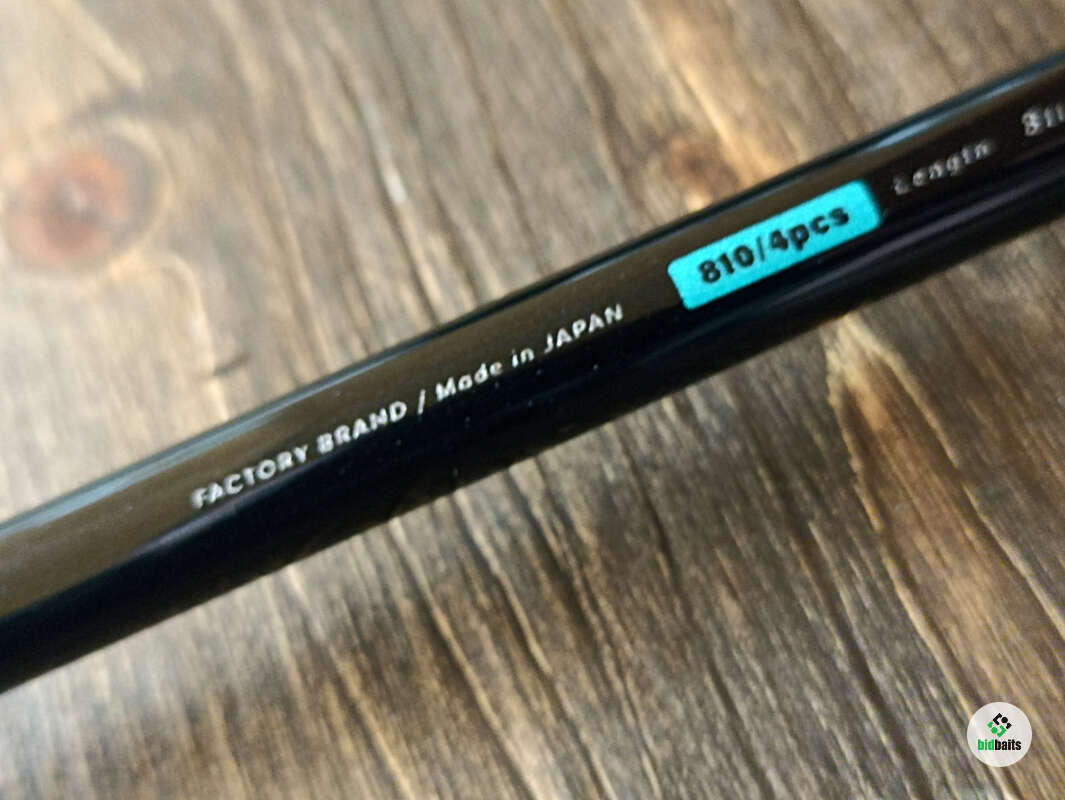 FACTORY BRAND / Made in JAPAN
810/4pcs
Length
bidbaits